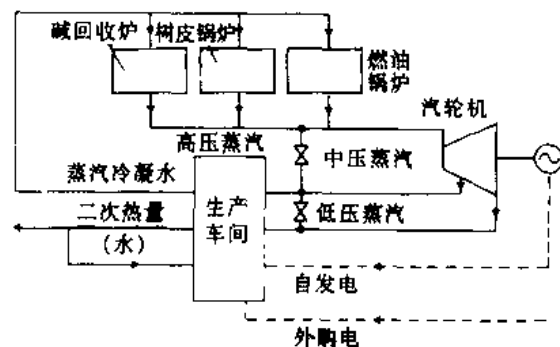 碱回收炉
树皮锅炉
燃油
锅炉
汽轮机
高压蒸汽
中压蒸汽
蒸汽冷凝水
二次热量
(水)
生产
车间
低压蒸汽
自发电
外购电